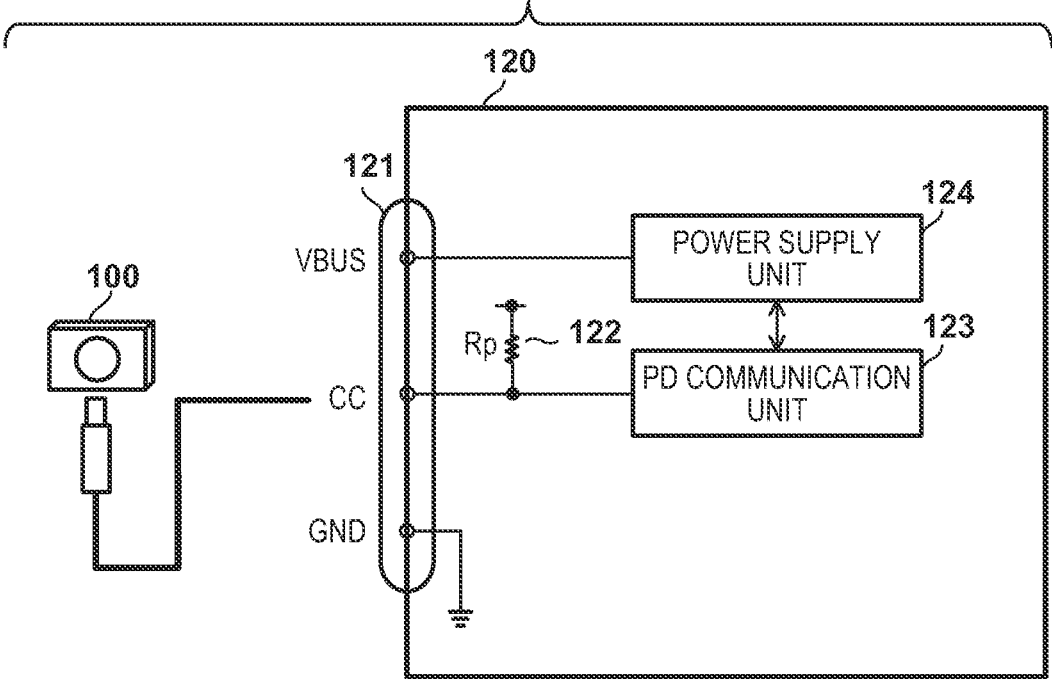 120
121
124
VBUS
POWER SUPPLY
UNIT
100
Rp
122
123
CC
PD COMMUNICATION
UNIT
GND